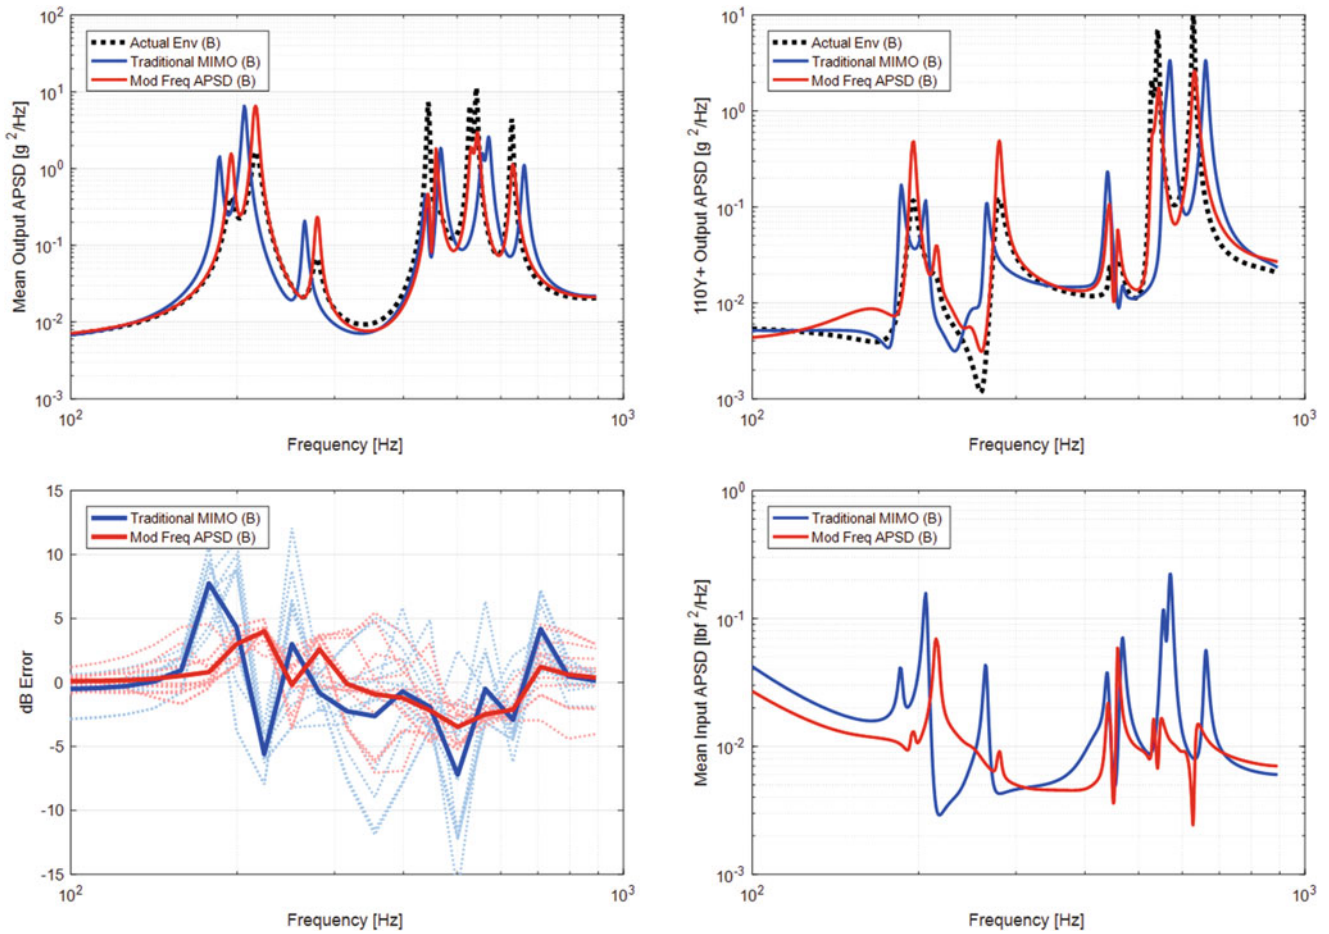 10^2
10^1
10^0
10^-1
10^-2
10^-3
Mean Output APSD [g^2/Hz]
Actual Env (B)
Traditional MIMO (B)
Mod Freq APSD (B)
10^2
10^3
Frequency [Hz]
10^1
10^0
10^-1
10^-2
10^-3
110Y+ Output APSD [g^2/Hz]
Actual Env (B)
Traditional MIMO (B)
Mod Freq APSD (B)
10^2
10^3
Frequency [Hz]
15
10
5
0
-5
-10
-15
dB Error
Traditional MIMO (B)
Mod Freq APSD (B)
10^2
10^3
Frequency [Hz]
10^0
10^-1
10^-2
10^-3
Mean Input APSD [lbf^2/Hz]
Traditional MIMO (B)
Mod Freq APSD (B)
10^2
10^3
Frequency [Hz]